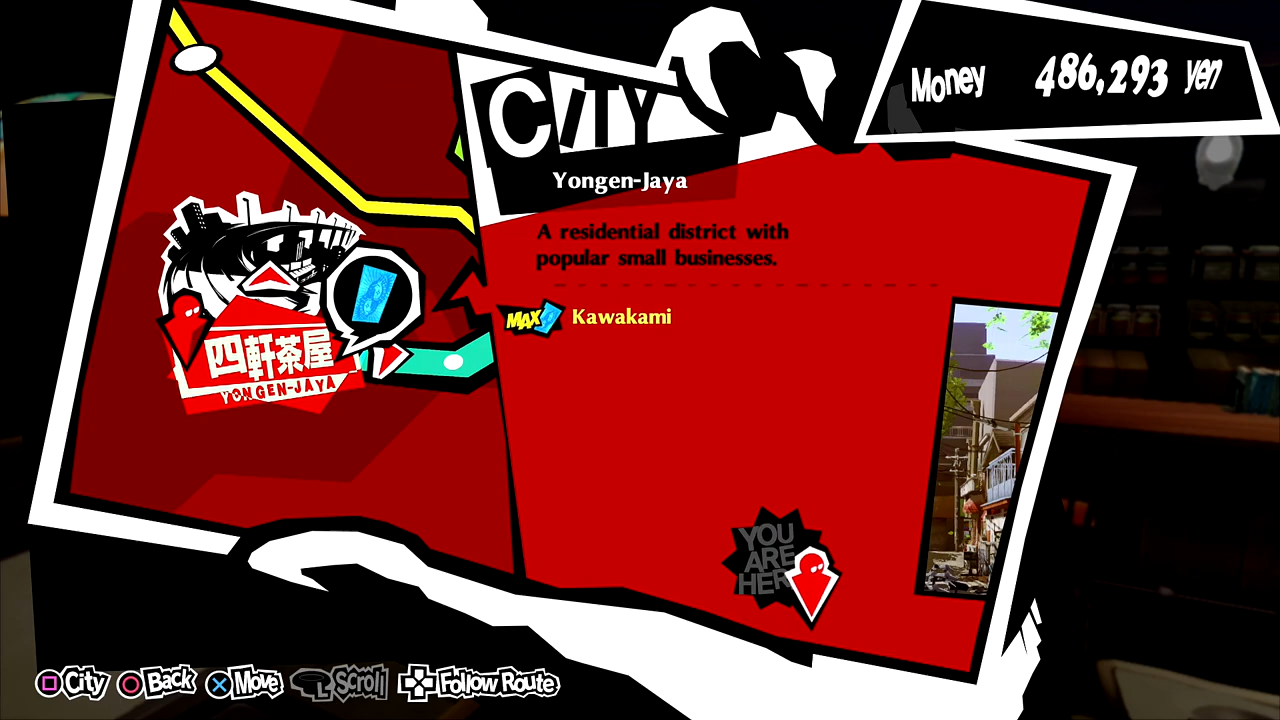 CITY
Money 486,293 yen
Yongen-Jaya
A residential district with
popular small businesses.
MAX Kawakami
四軒茶屋
YONGEN-JAYA
YOU
ARE
HER
City Back Move L Scroll Follow Route